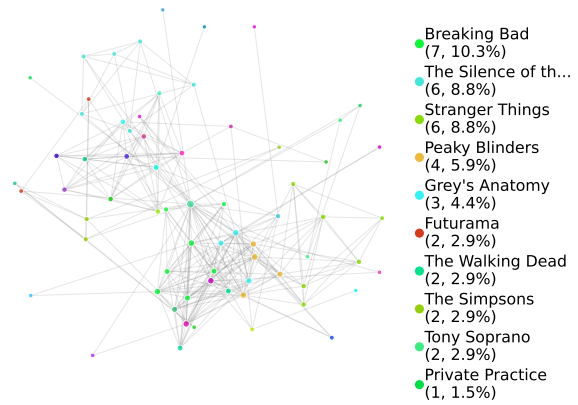 Breaking Bad
(7, 10.3%)
The Silence of th...
(6, 8.8%)
Stranger Things
(6, 8.8%)
Peaky Blinders
(4, 5.9%)
Grey's Anatomy
(3, 4.4%)
Futurama
(2, 2.9%)
The Walking Dead
(2, 2.9%)
The Simpsons
(2, 2.9%)
Tony Soprano
(2, 2.9%)
Private Practice
(1, 1.5%)